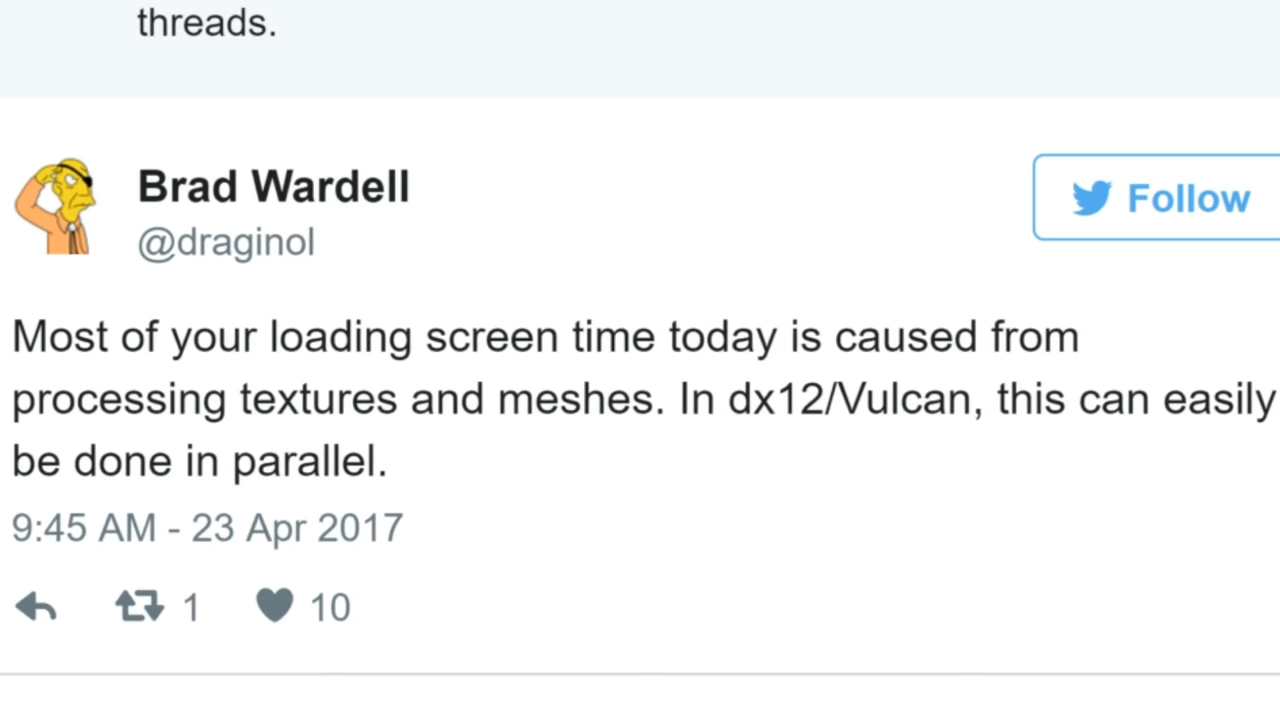 threads.
Brad Wardell
Follow
@draginol
Most of your loading screen time today is caused from
processing textures and meshes. In dx12/Vulcan, this can easily
be done in parallel.
9:45 AM - 23 Apr 2017
1 10